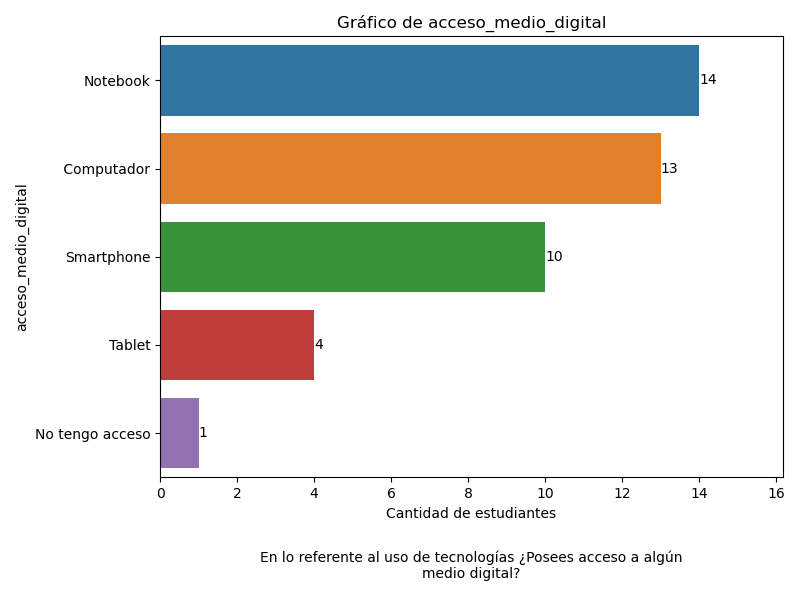 Gráfico de acceso_medio_digital
acceso_medio_digital
Notebook
14
Computador
13
Smartphone
10
Tablet
4
No tengo acceso
1
0 2 4 6 8 10 12 14 16
Cantidad de estudiantes
En lo referente al uso de tecnologías ¿Posees acceso a algún
medio digital?